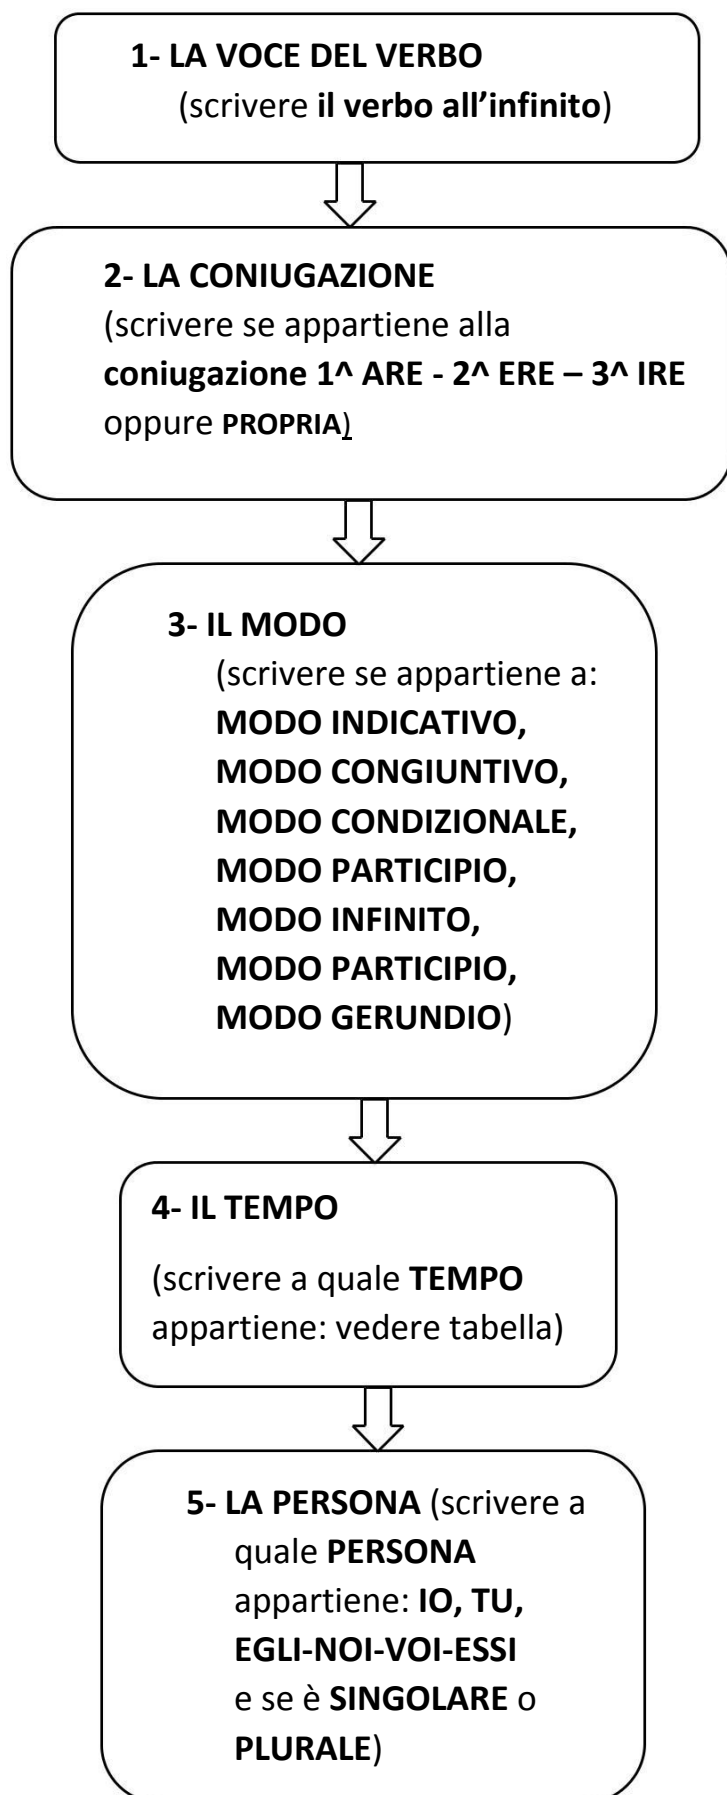 1- LA VOCE DEL VERBO
(scrivere il verbo all’infinito)
2- LA CONIUGAZIONE
(scrivere se appartiene alla
coniugazione 1^ ARE - 2^ ERE – 3^ IRE
oppure PROPRIA)
3- IL MODO
(scrivere se appartiene a:
MODO INDICATIVO,
MODO CONGIUNTIVO,
MODO CONDIZIONALE,
MODO PARTICIPIO,
MODO INFINITO,
MODO PARTICIPIO,
MODO GERUNDIO)
4- IL TEMPO
(scrivere a quale TEMPO
appartiene: vedere tabella)
5- LA PERSONA (scrivere a
quale PERSONA
appartiene: IO, TU,
EGLI-NOI-VOI-ESSI
e se è SINGOLARE o
PLURALE)